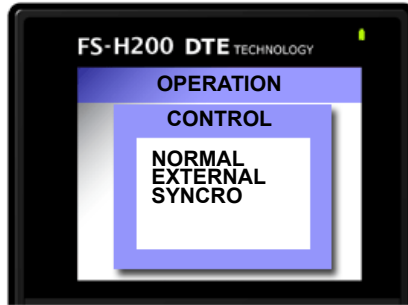 FS-H200 DTE TECHNOLOGY
OPERATION
CONTROL
NORMAL
EXTERNAL
SYNCRO